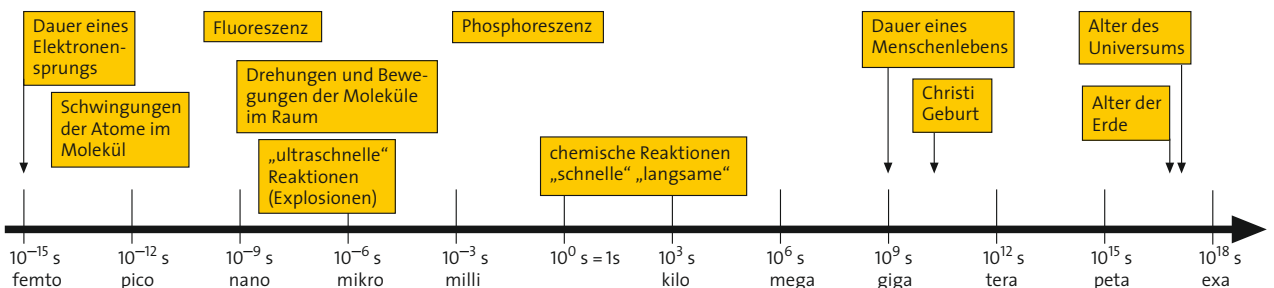 Dauer eines
Elektronen-
sprungs
Fluoreszenz
Phosphoreszenz
Dauer eines
Menschenlebens
Alter des
Universums
Schwingungen
der Atome im
Molekül
Drehungen und Bewe-
gungen der Moleküle
im Raum
Christi
Geburt
Alter der
Erde
„ultraschnelle“
Reaktionen
(Explosionen)
chemische Reaktionen
„schnelle“ „langsame“
10⁻¹⁵ s 10⁻¹² s 10⁻⁹ s 10⁻⁶ s 10⁻³ s 10⁰ s = 1s 10³ s 10⁶ s 10⁹ s 10¹² s 10¹⁵ s 10¹⁸ s
femto pico nano mikro milli kilo mega giga tera peta exa